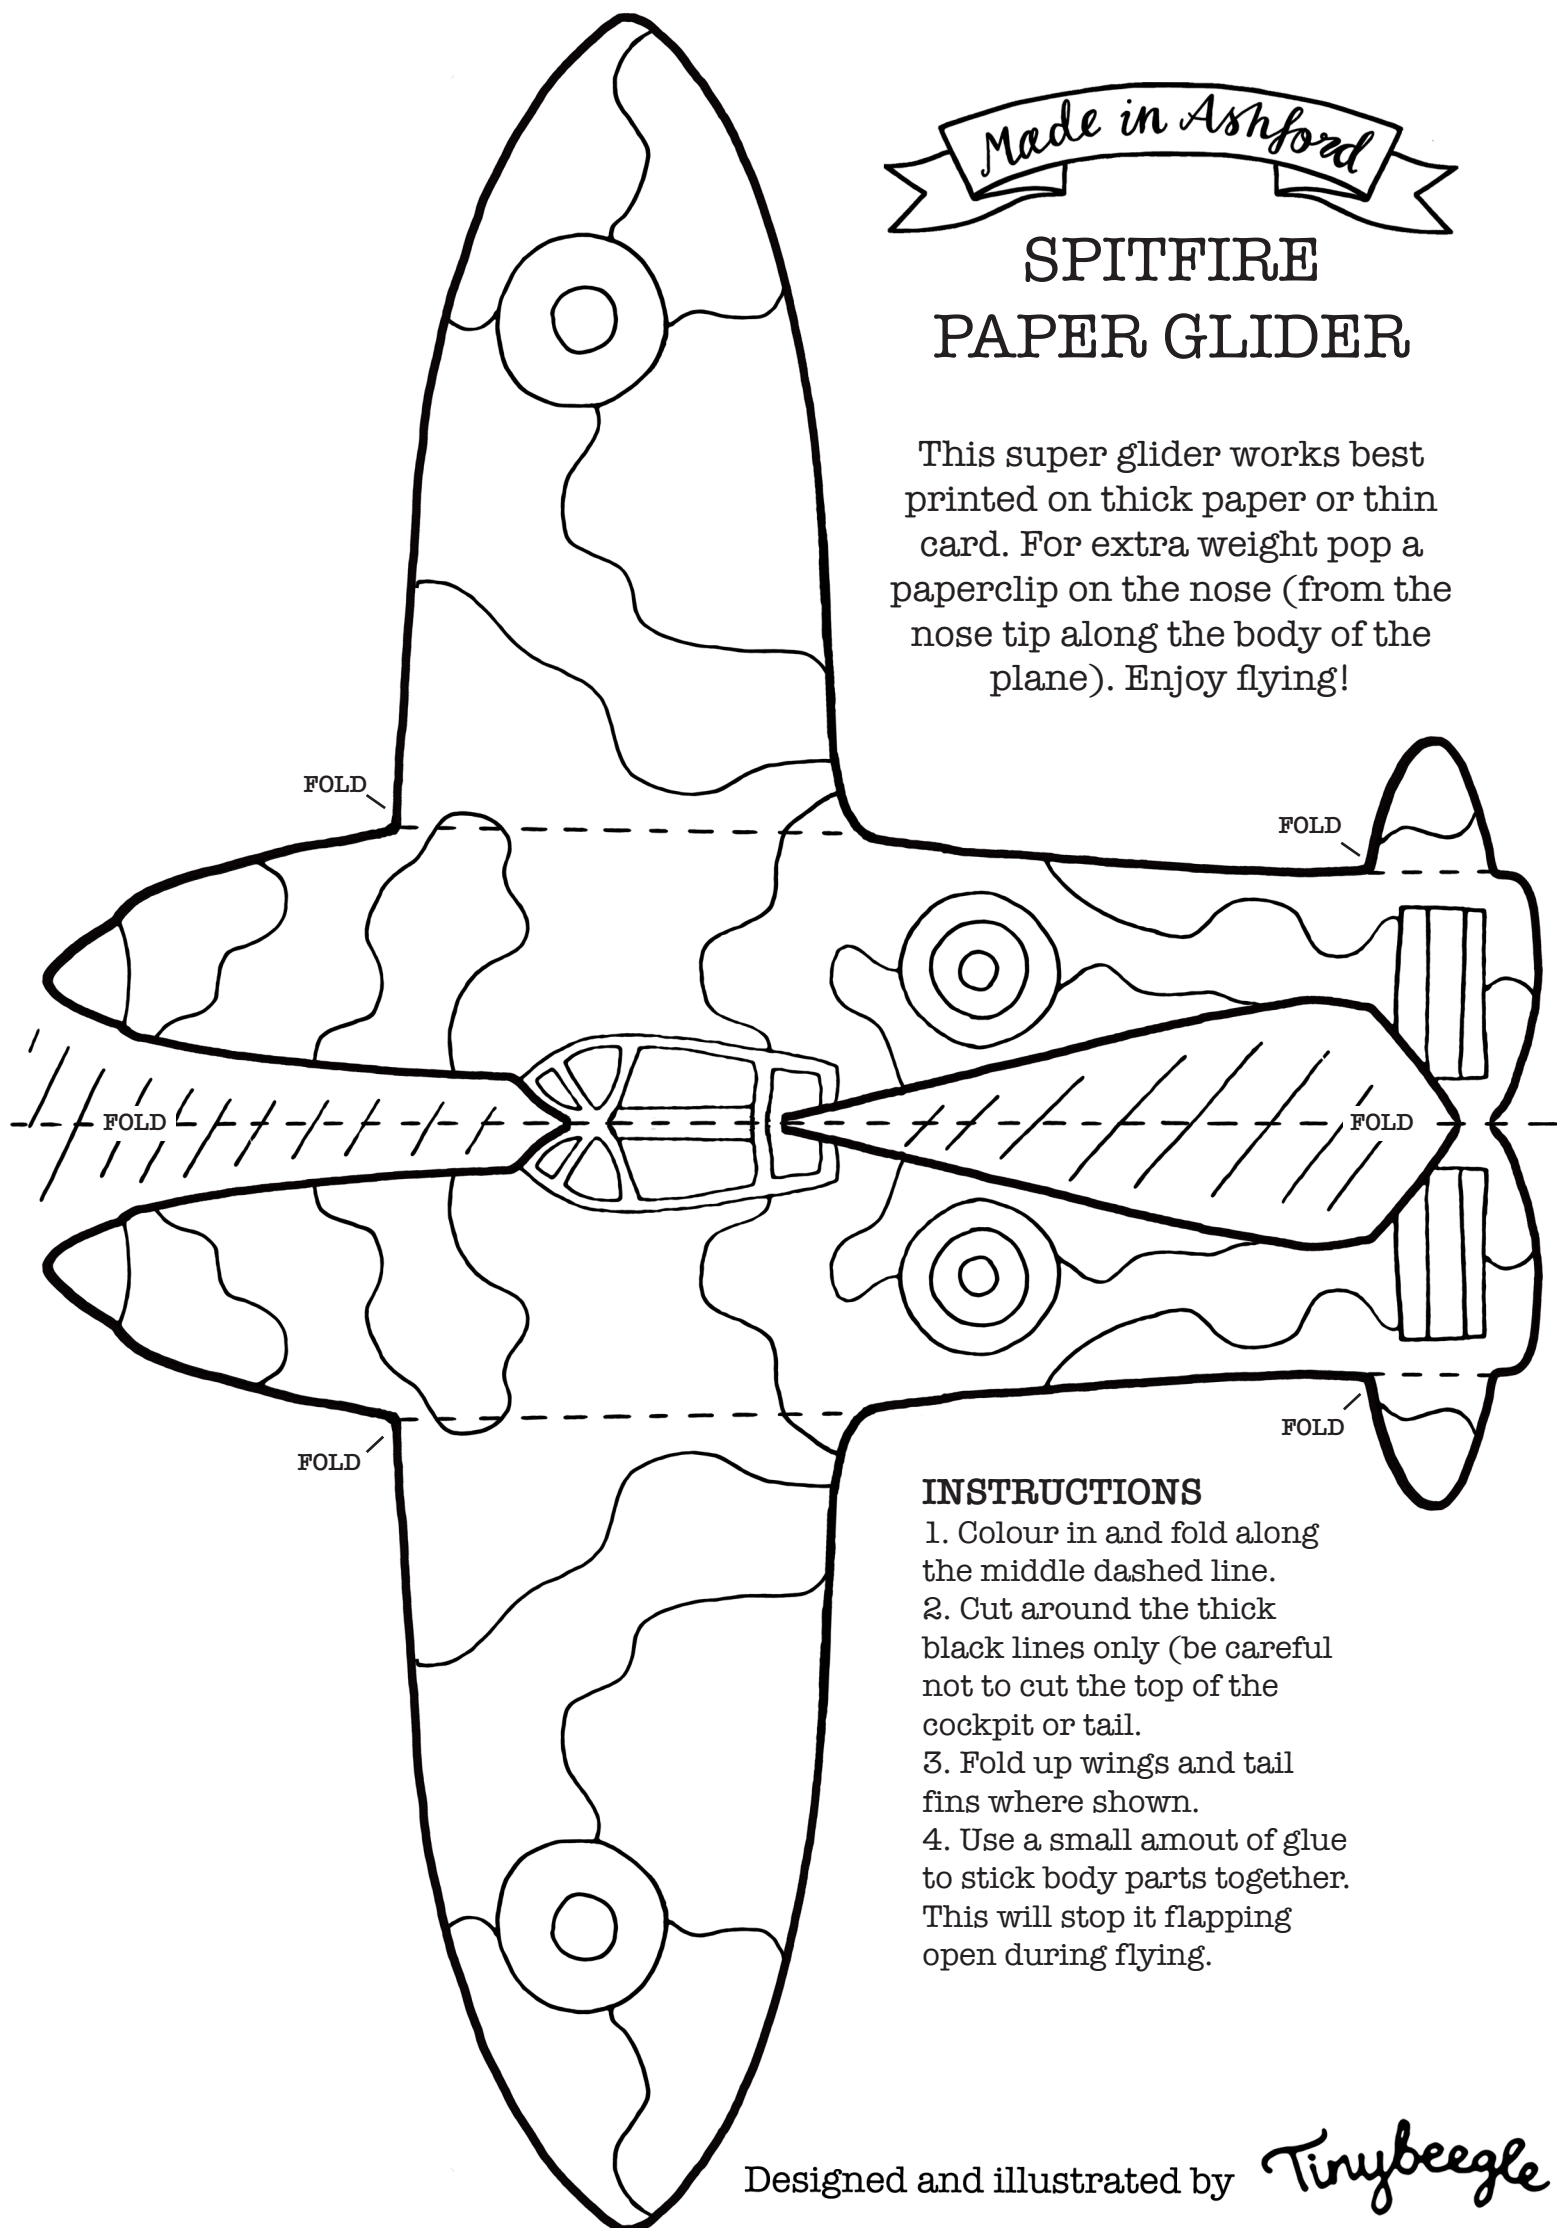 Made in Ashford
SPITFIRE
PAPER GLIDER
This super glider works best
printed on thick paper or thin
card. For extra weight pop a
paperclip on the nose (from the
nose tip along the body of the
plane). Enjoy flying!
FOLD
FOLD
FOLD
FOLD
FOLD
FOLD
INSTRUCTIONS
1. Colour in and fold along
the middle dashed line.
2. Cut around the thick
black lines only (be careful
not to cut the top of the
cockpit or tail.
3. Fold up wings and tail
fins where shown.
4. Use a small amout of glue
to stick body parts together.
This will stop it flapping
open during flying.
Designed and illustrated by Tinybeegle